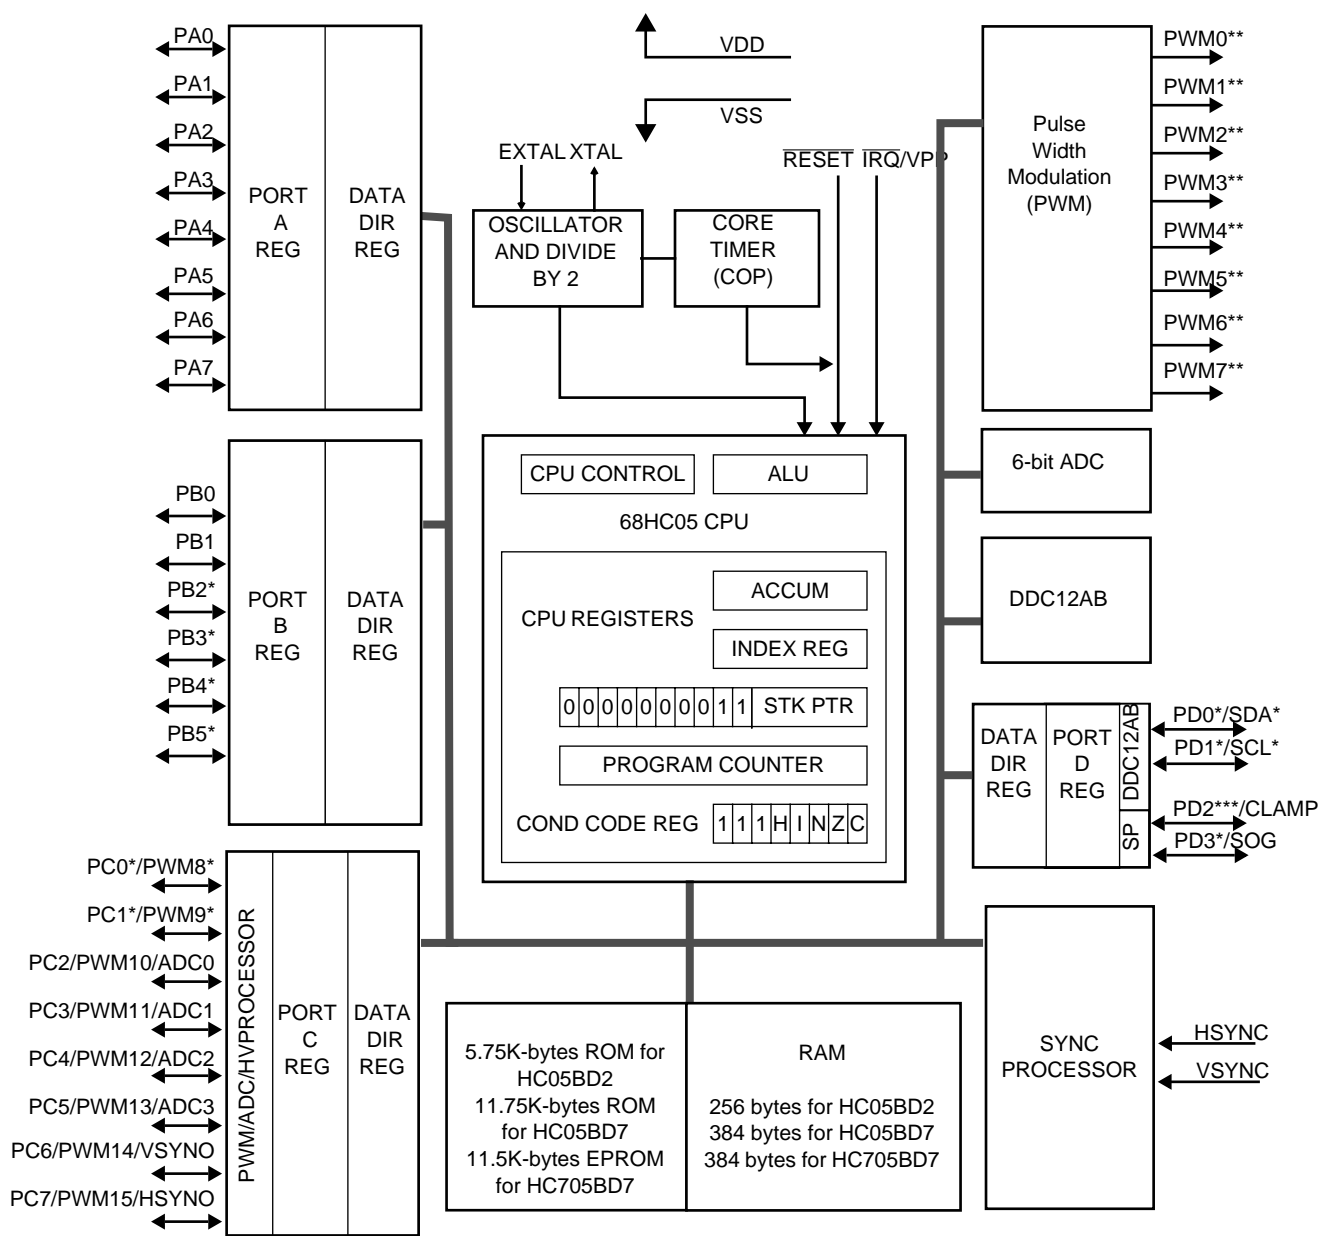 PA0
PA1
PA2
PA3
PA4
PA5
PA6
PA7
PORT
A
REG
DATA
DIR
REG
VDD
VSS
EXTAL XTAL
RESET IRQ/VPP
OSCILLATOR
AND DIVIDE
BY 2
CORE
TIMER
(COP)
Pulse
Width
Modulation
(PWM)
PWM0**
PWM1**
PWM2**
PWM3**
PWM4**
PWM5**
PWM6**
PWM7**
PB0
PB1
PB2*
PB3*
PB4*
PB5*
PORT
B
REG
DATA
DIR
REG
CPU CONTROL
ALU
68HC05 CPU
CPU REGISTERS
ACCUM
INDEX REG
0 0 0 0 0 0 0 0 1 1 STK PTR
PROGRAM COUNTER
COND CODE REG 1 1 1 H I N Z C
6-bit ADC
DDC12AB
DATA
DIR
REG
PORT
D
REG
DDC12AB
SP
PD0*/SDA*
PD1*/SCL*
PD2***/CLAMP
PD3*/SOG
PC0*/PWM8*
PC1*/PWM9*
PC2/PWM10/ADC0
PC3/PWM11/ADC1
PC4/PWM12/ADC2
PC5/PWM13/ADC3
PC6/PWM14/VSYNO
PC7/PWM15/HSYNO
PWM/ADC/HVPROCESSOR
PORT
C
REG
DATA
DIR
REG
5.75K-bytes ROM for
HC05BD2
11.75K-bytes ROM
for HC05BD7
11.5K-bytes EPROM
for HC705BD7
RAM
256 bytes for HC05BD2
384 bytes for HC05BD7
384 bytes for HC705BD7
SYNC
PROCESSOR
HSYNC
VSYNC